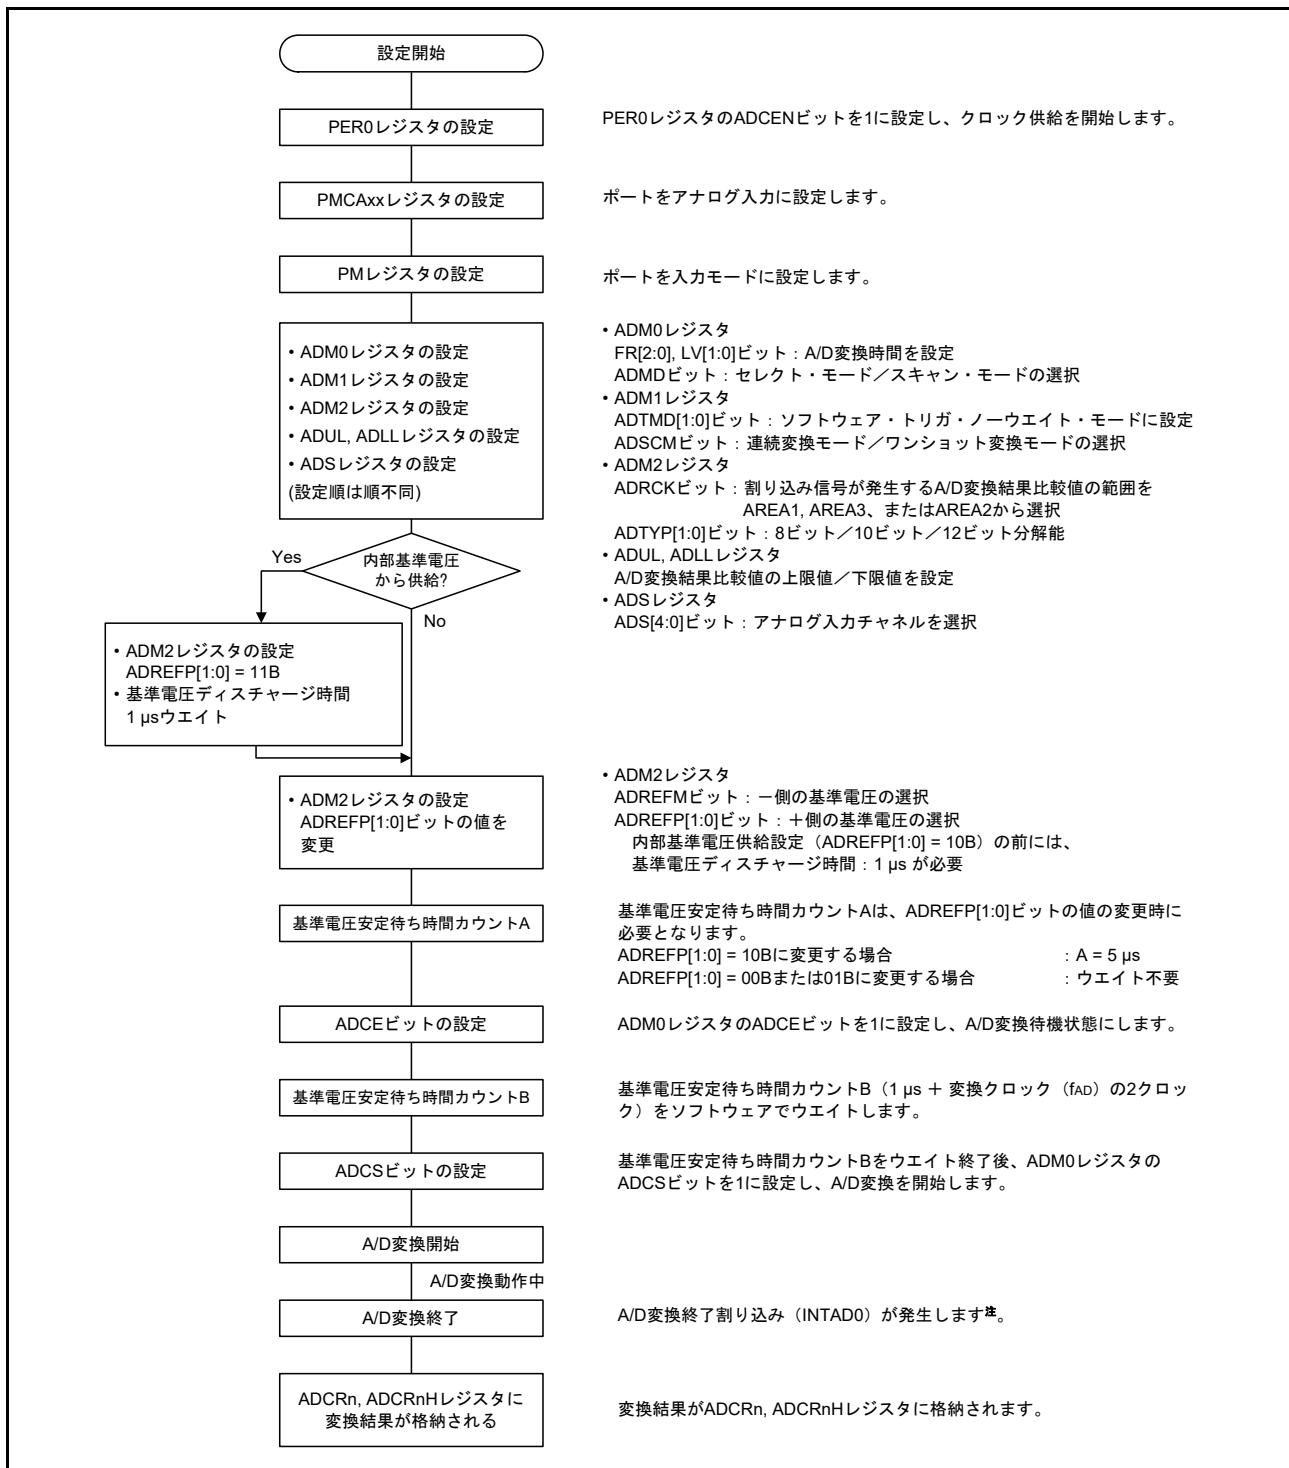 設定開始
PER0レジスタの設定
PER0レジスタのADCENビットを1に設定し、クロック供給を開始します。
PMCAxxレジスタの設定
ポートをアナログ入力に設定します。
PMレジスタの設定
ポートを入力モードに設定します。
• ADM0レジスタの設定
• ADM1レジスタの設定
• ADM2レジスタの設定
• ADUL, ADLLレジスタの設定
• ADSレジスタの設定
(設定順は順不同)
• ADM0レジスタ
FR[2:0], LV[1:0]ビット：A/D変換時間を設定
ADMDビット：セレクト・モード／スキャン・モードの選択
• ADM1レジスタ
ADTMD[1:0]ビット：ソフトウェア・トリガ・ノーウエイト・モードに設定
ADSCMビット：連続変換モード／ワンショット変換モードの選択
• ADM2レジスタ
ADRCKビット：割り込み信号が発生するA/D変換結果比較値の範囲を
AREA1, AREA3、またはAREA2から選択
ADTYP[1:0]ビット：8ビット／10ビット／12ビット分解能
• ADUL, ADLLレジスタ
A/D変換結果比較値の上限値／下限値を設定
• ADSレジスタ
ADS[4:0]ビット：アナログ入力チャネルを選択
Yes
内部基準電圧
から供給?
No
• ADM2レジスタの設定
ADREFP[1:0] = 11B
• 基準電圧ディスチャージ時間
1 µsウエイト
• ADM2レジスタの設定
ADREFP[1:0]ビットの値を
変更
• ADM2レジスタ
ADREFMビット：－側の基準電圧の選択
ADREFP[1:0]ビット：＋側の基準電圧の選択
内部基準電圧供給設定（ADREFP[1:0] = 10B）の前には、
基準電圧ディスチャージ時間：1 µs が必要
基準電圧安定待ち時間カウントA
基準電圧安定待ち時間カウントAは、ADREFP[1:0]ビットの値の変更時に
必要となります。
ADREFP[1:0] = 10Bに変更する場合 ：A = 5 µs
ADREFP[1:0] = 00Bまたは01Bに変更する場合 ：ウエイト不要
ADCEビットの設定
ADM0レジスタのADCEビットを1に設定し、A/D変換待機状態にします。
基準電圧安定待ち時間カウントB
基準電圧安定待ち時間カウントB（1 µs ＋ 変換クロック（fAD）の2クロッ
ク）をソフトウェアでウエイトします。
ADCSビットの設定
基準電圧安定待ち時間カウントBをウエイト終了後、ADM0レジスタの
ADCSビットを1に設定し、A/D変換を開始します。
A/D変換開始
A/D変換動作中
A/D変換終了
A/D変換終了割り込み（INTAD0）が発生します注。
ADCRn, ADCRnHレジスタに
変換結果が格納される
変換結果がADCRn, ADCRnHレジスタに格納されます。